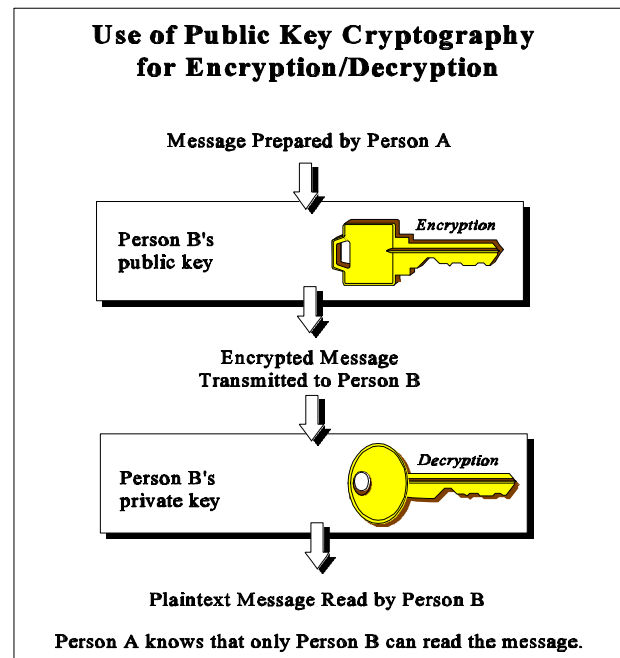 Use of Public Key Cryptography
for Encryption/Decryption
Message Prepared by Person A
Encryption
Person B's
public key
Encrypted Message
Transmitted to Person B
Decryption
Person B's
private key
Plaintext Message Read by Person B
Person A knows that only Person B can read the message.